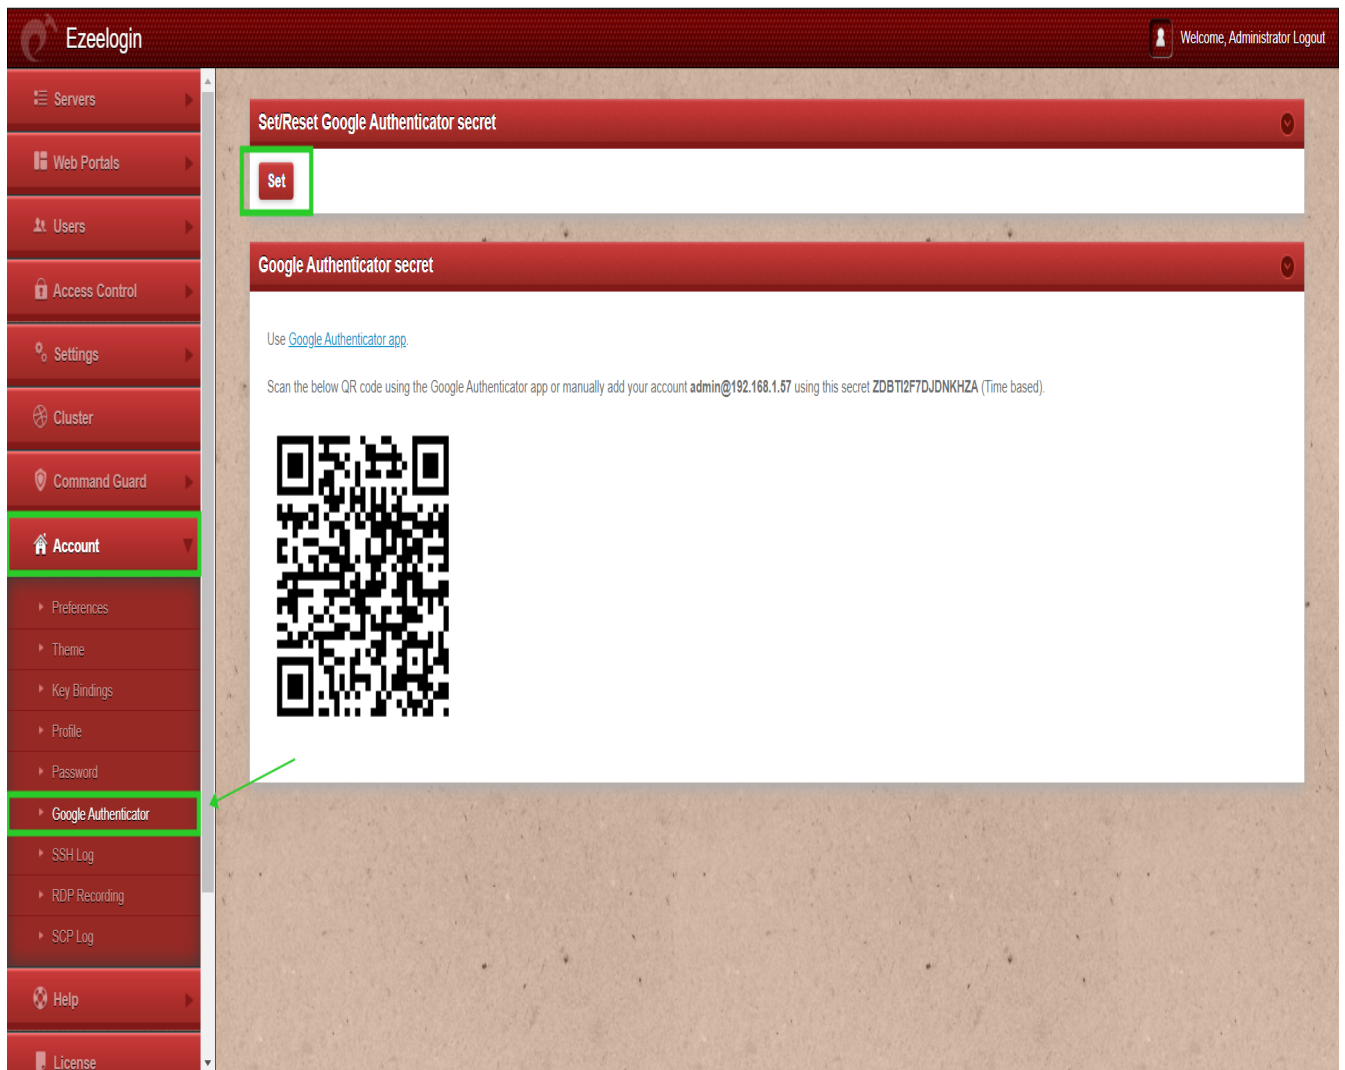 Ezeelogin
Welcome, Administrator Logout
Servers
Web Portals
Users
Access Control
Settings
Cluster
Command Guard
Account
Preferences
Theme
Key Bindings
Profile
Password
Google Authenticator
SSH Log
RDP Recording
SCP Log
Help
License
Set/Reset Google Authenticator secret
Set
Google Authenticator secret
Use Google Authenticator app.
Scan the below QR code using the Google Authenticator app or manually add your account admin@192.168.1.57 using this secret ZDBTI2F7DJDNKHZA (Time based).